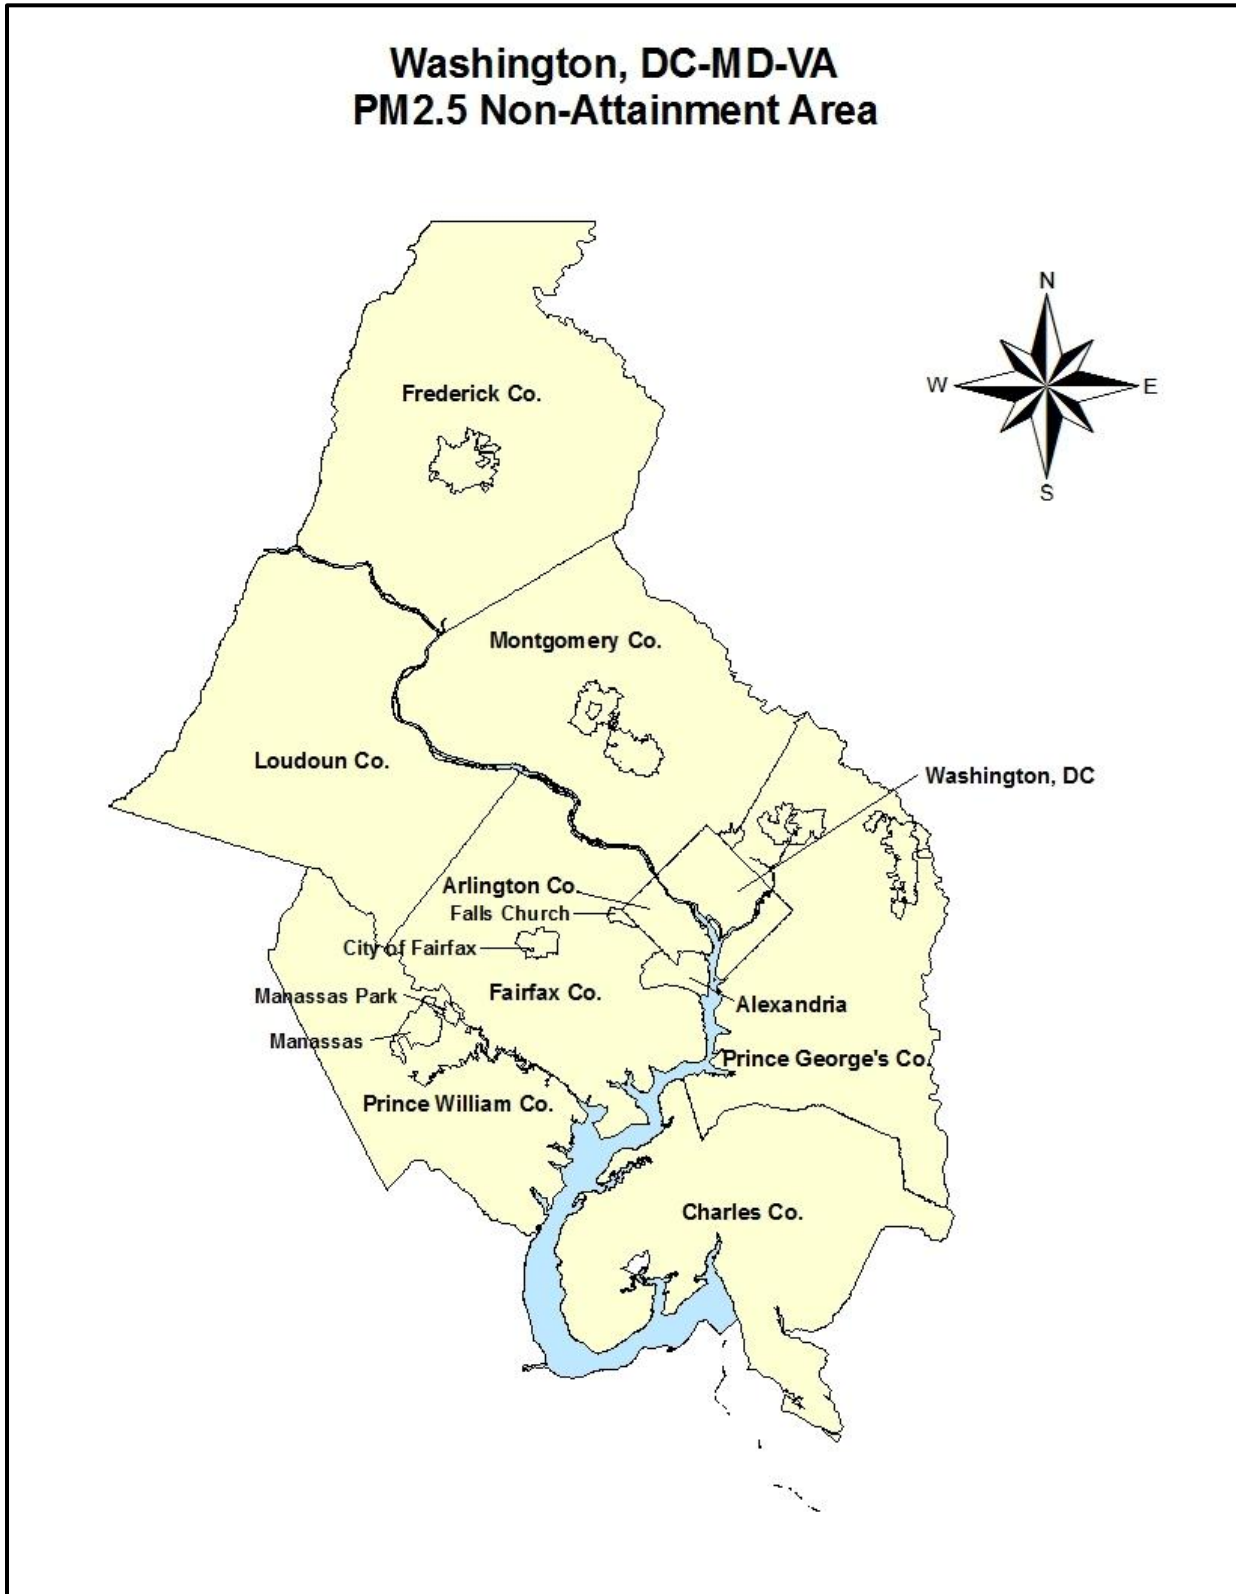 Washington, DC-MD-VA
PM2.5 Non-Attainment Area
N
W
E
S
Frederick Co.
Montgomery Co.
Loudoun Co.
Washington, DC
Arlington Co.
Falls Church
City of Fairfax
Fairfax Co.
Manassas Park
Alexandria
Manassas
Prince George's Co.
Prince William Co.
Charles Co.